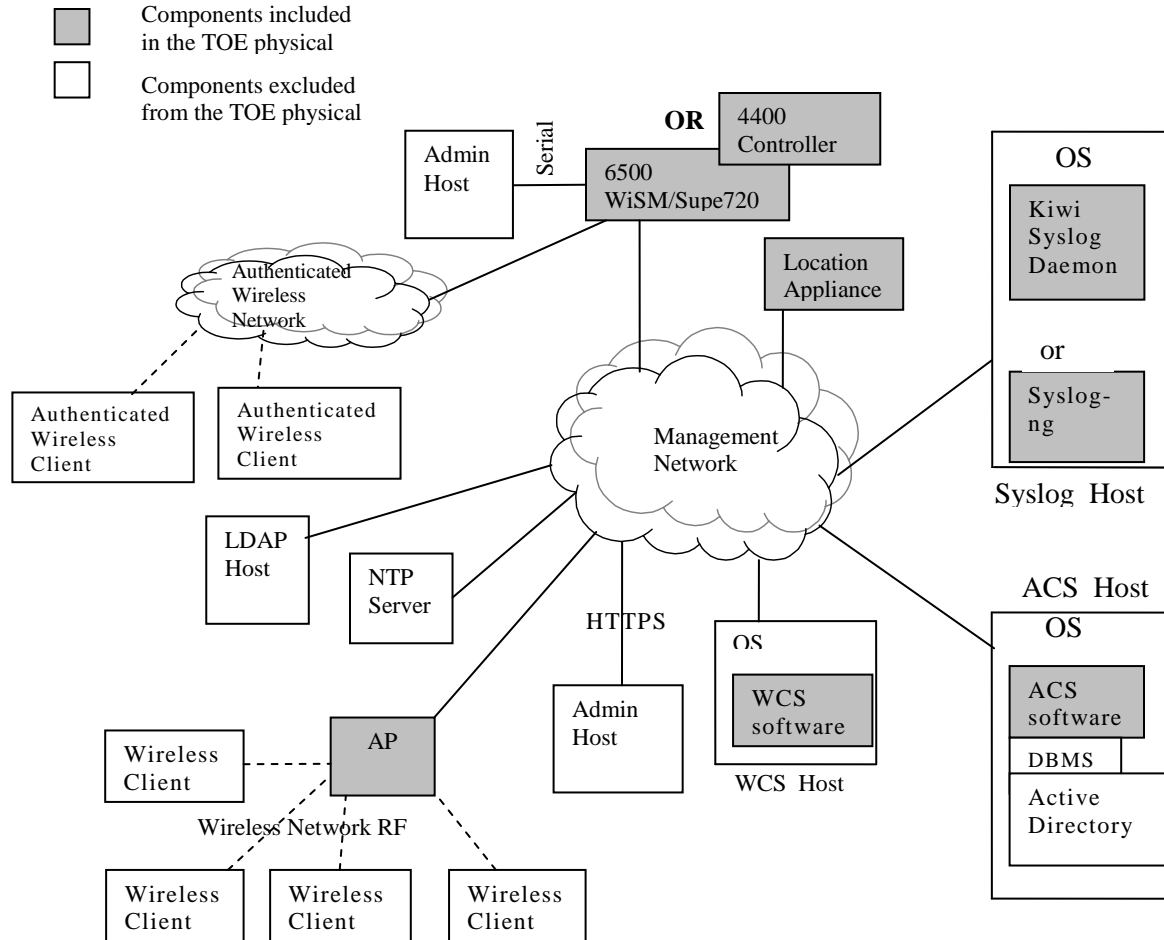 Components included
in the TOE physical
Components excluded
from the TOE physical
OR
4400
Controller
Serial
Admin
Host
6500
WiSM/Supe720
OS
Kiwi
Syslog
Daemon
or
Syslog-
ng
Syslog Host
Location
Appliance
Authenticated
Wireless
Network
Authenticated
Wireless
Client
Authenticated
Wireless
Client
Management
Network
LDAP
Host
NTP
Server
HTTPS
Admin
Host
OS
WCS
software
WCS Host
ACS Host
OS
ACS
software
DBMS
Active
Directory
AP
Wireless
Client
Wireless Network RF
Wireless
Client
Wireless
Client
Wireless
Client